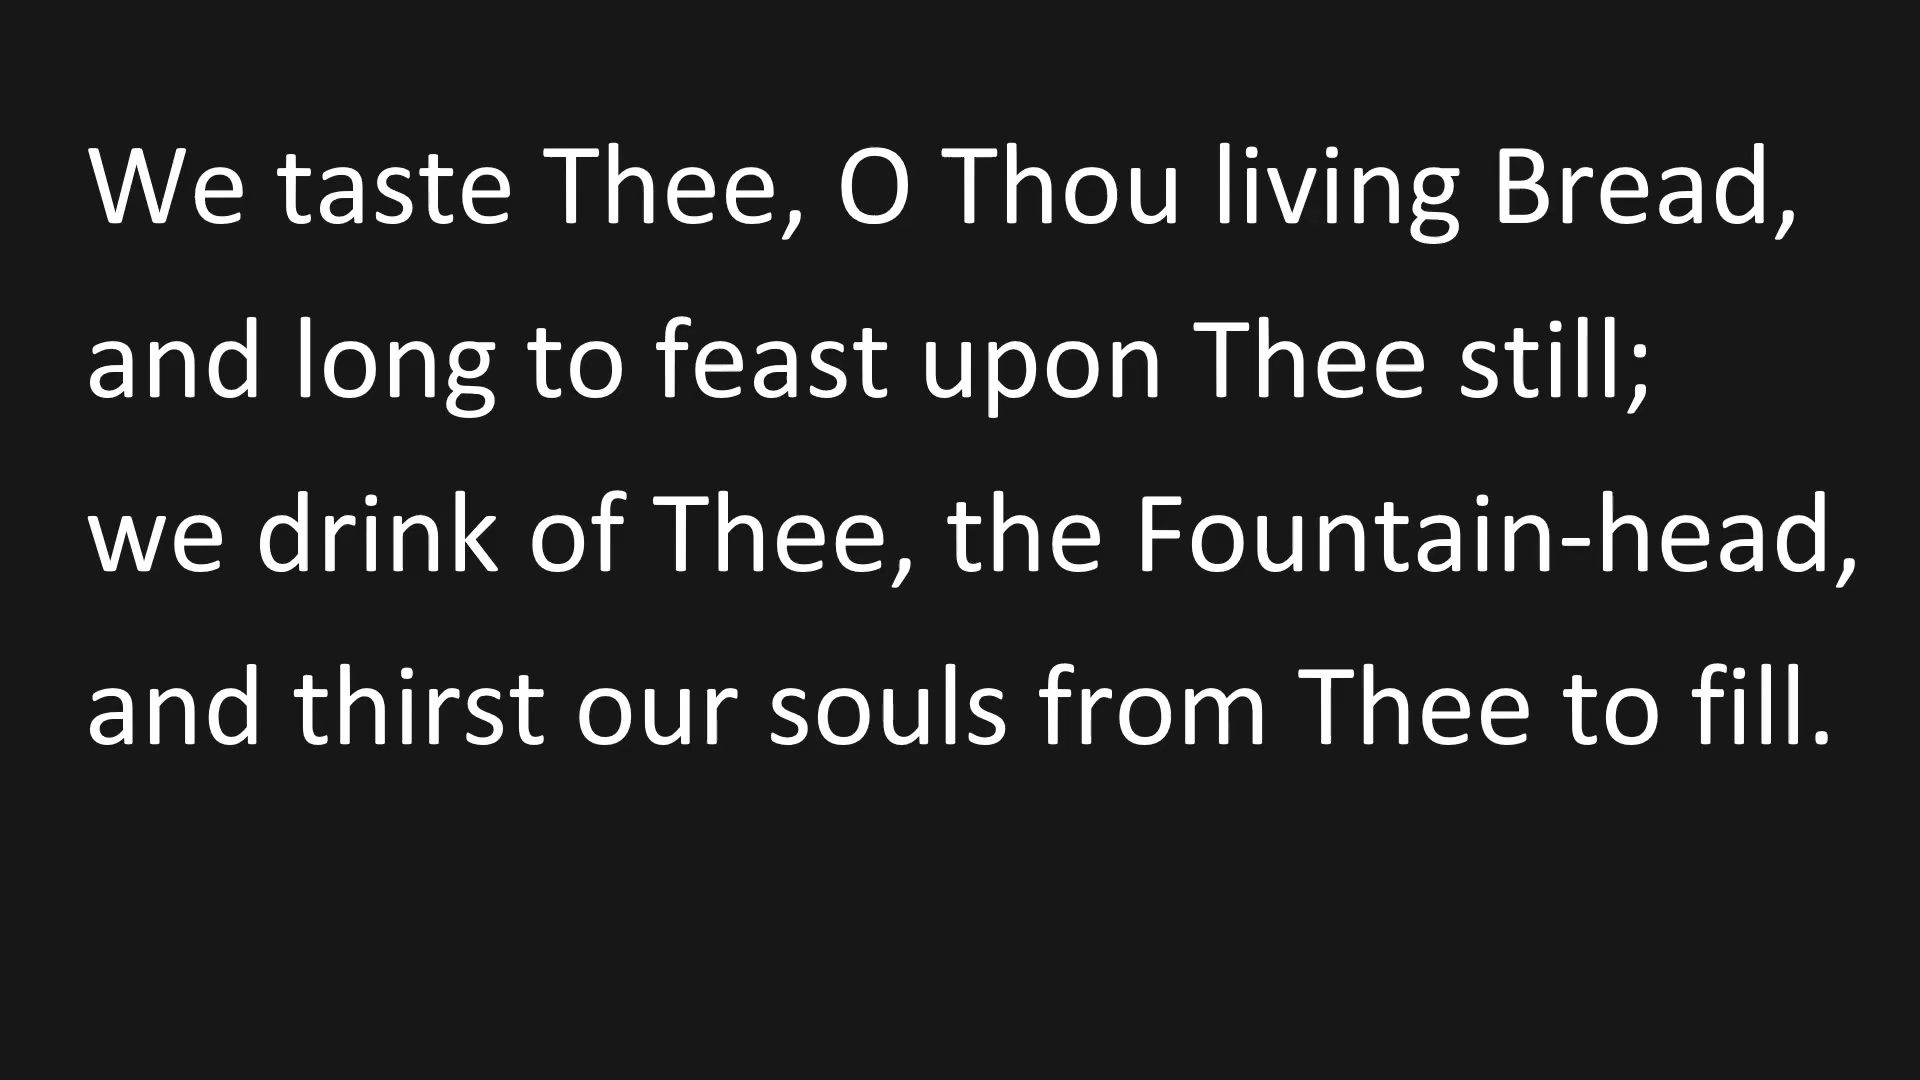 We taste Thee, O Thou living Bread,
and long to feast upon Thee still;
we drink of Thee, the Fountain-head,
and thirst our souls from Thee to fill.